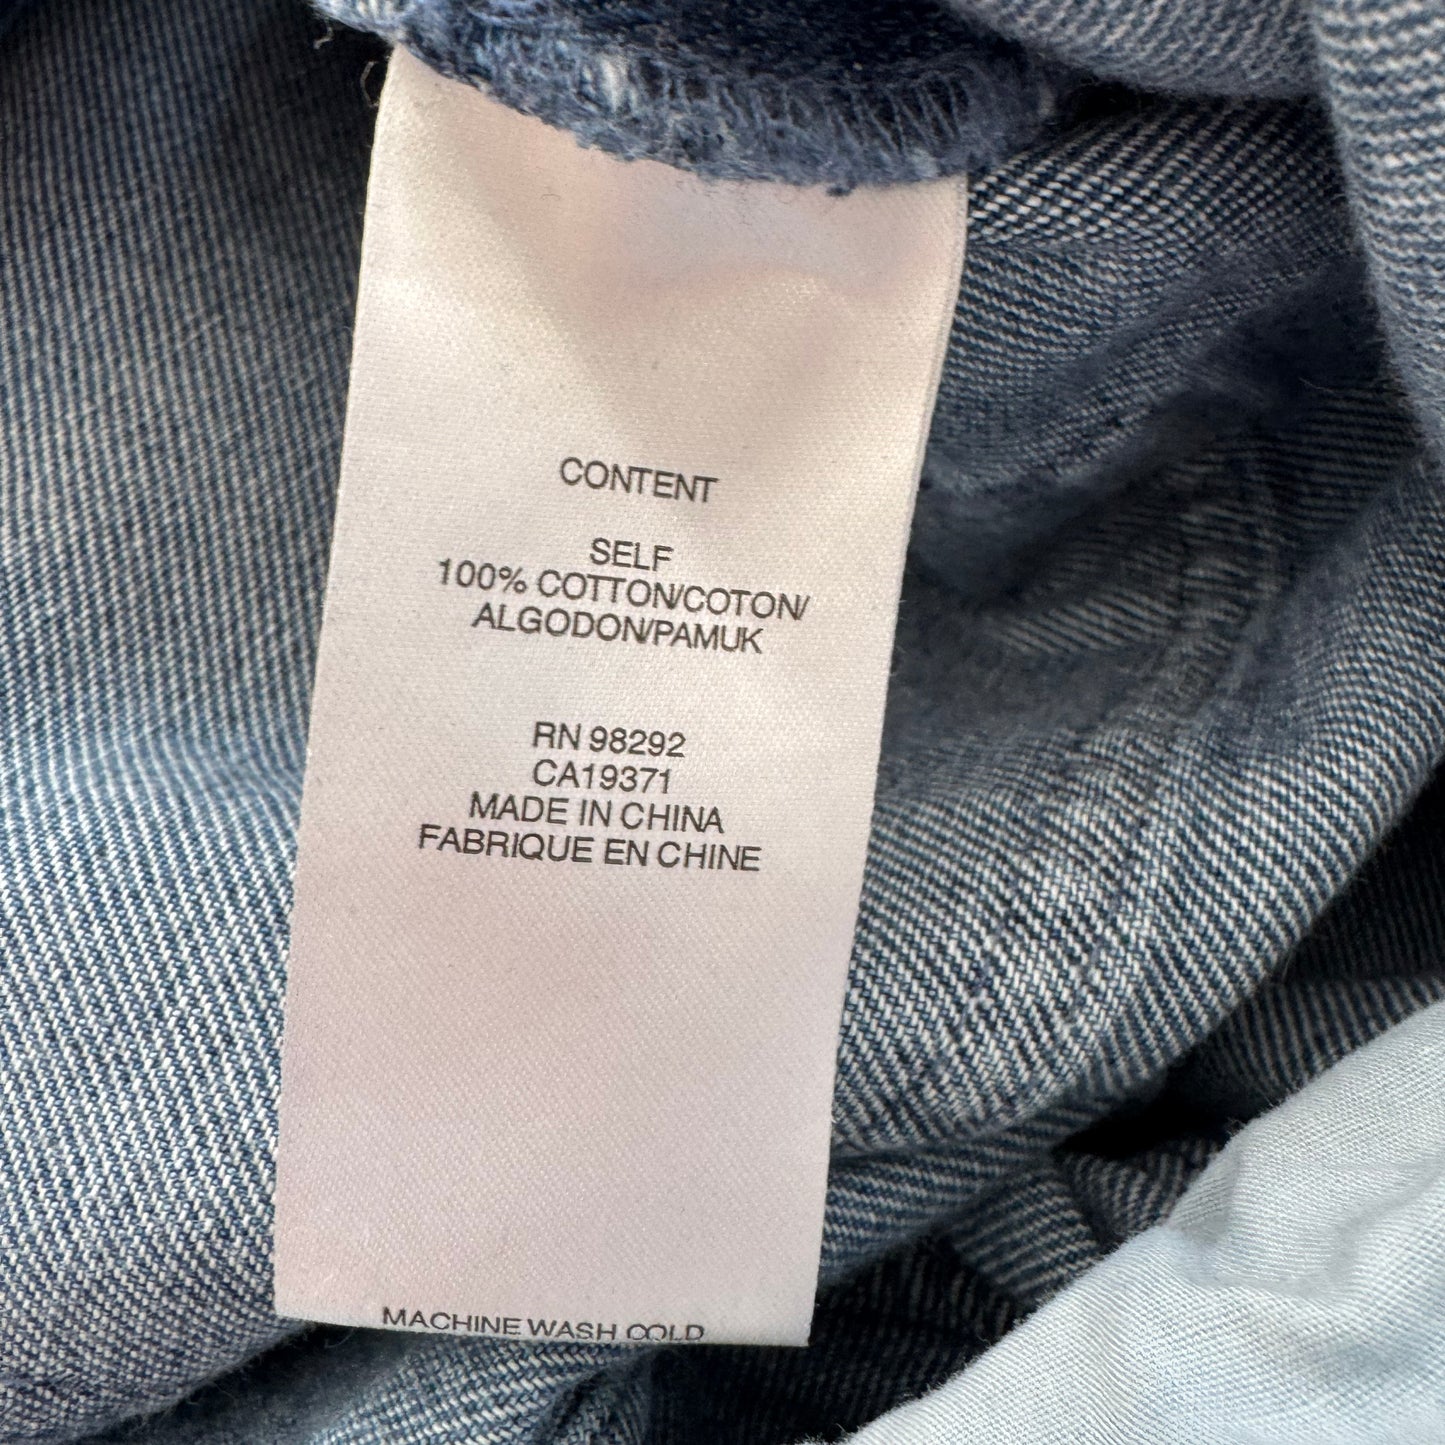 CONTENT
SELF
100% COTTON/COTON/
ALGODON/PAMUK
RN 98292
CA19371
MADE IN CHINA
FABRIQUE EN CHINE
MACHINE WASH COLD